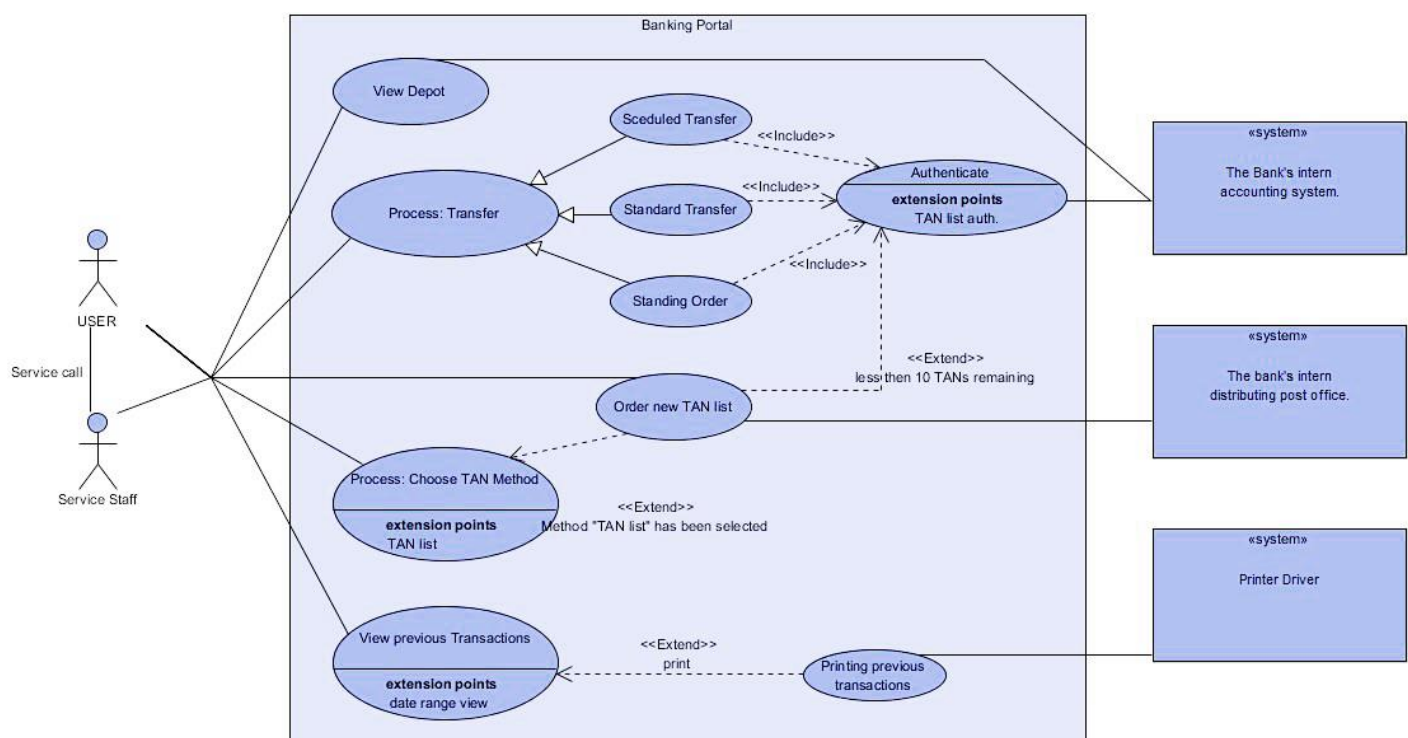 Banking Portal
View Depot
Sceduled Transfer
<<Include>>
Process: Transfer
<<Include>>
Standard Transfer
Authenticate
extension points
TAN list auth.
<<Include>>
Standing Order
«system»
The Bank's intern
accounting system.
USER
Service call
Service Staff
<<Extend>>
less then 10 TANs remaining
Order new TAN list
«system»
The bank's intern
distributing post office.
Process: Choose TAN Method
extension points
TAN list
<<Extend>>
Method "TAN list" has been selected
«system»
Printer Driver
View previous Transactions
extension points
date range view
<<Extend>>
print
Printing previous
transactions